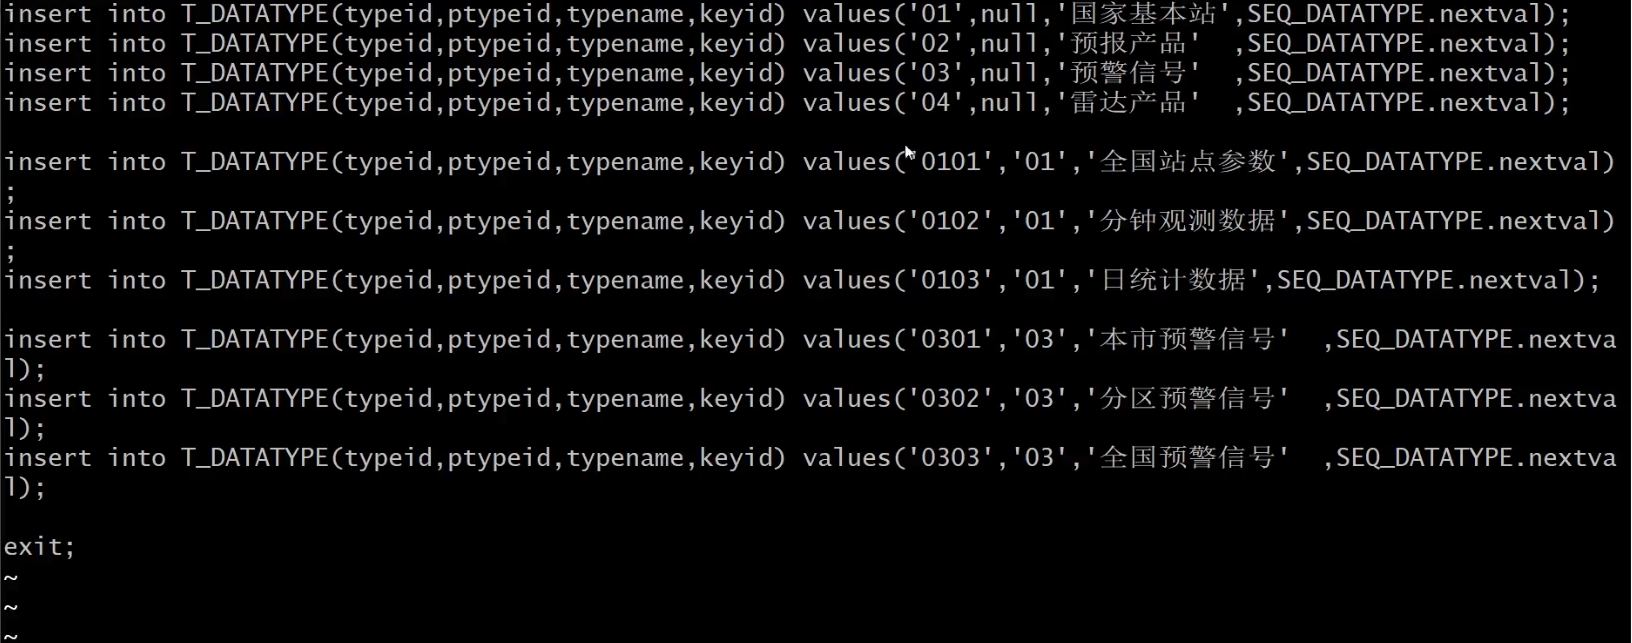 insert into T_DATATYPE(typeid,ptypeid,typename,keyid) values('01',null,'国家基本站',SEQ_DATATYPE.nextval);
insert into T_DATATYPE(typeid,ptypeid,typename,keyid) values('02',null,'预报产品'  ,SEQ_DATATYPE.nextval);
insert into T_DATATYPE(typeid,ptypeid,typename,keyid) values('03',null,'预警信号'  ,SEQ_DATATYPE.nextval);
insert into T_DATATYPE(typeid,ptypeid,typename,keyid) values('04',null,'雷达产品'  ,SEQ_DATATYPE.nextval);
insert into T_DATATYPE(typeid,ptypeid,typename,keyid) values('0101','01','全国站点参数',SEQ_DATATYPE.nextval)
;
insert into T_DATATYPE(typeid,ptypeid,typename,keyid) values('0102','01','分钟观测数据',SEQ_DATATYPE.nextval)
;
insert into T_DATATYPE(typeid,ptypeid,typename,keyid) values('0103','01','日统计数据',SEQ_DATATYPE.nextval);
insert into T_DATATYPE(typeid,ptypeid,typename,keyid) values('0301','03','本市预警信号'  ,SEQ_DATATYPE.nextva
l);
insert into T_DATATYPE(typeid,ptypeid,typename,keyid) values('0302','03','分区预警信号'  ,SEQ_DATATYPE.nextva
l);
insert into T_DATATYPE(typeid,ptypeid,typename,keyid) values('0303','03','全国预警信号'  ,SEQ_DATATYPE.nextva
l);
exit;
~
~
~